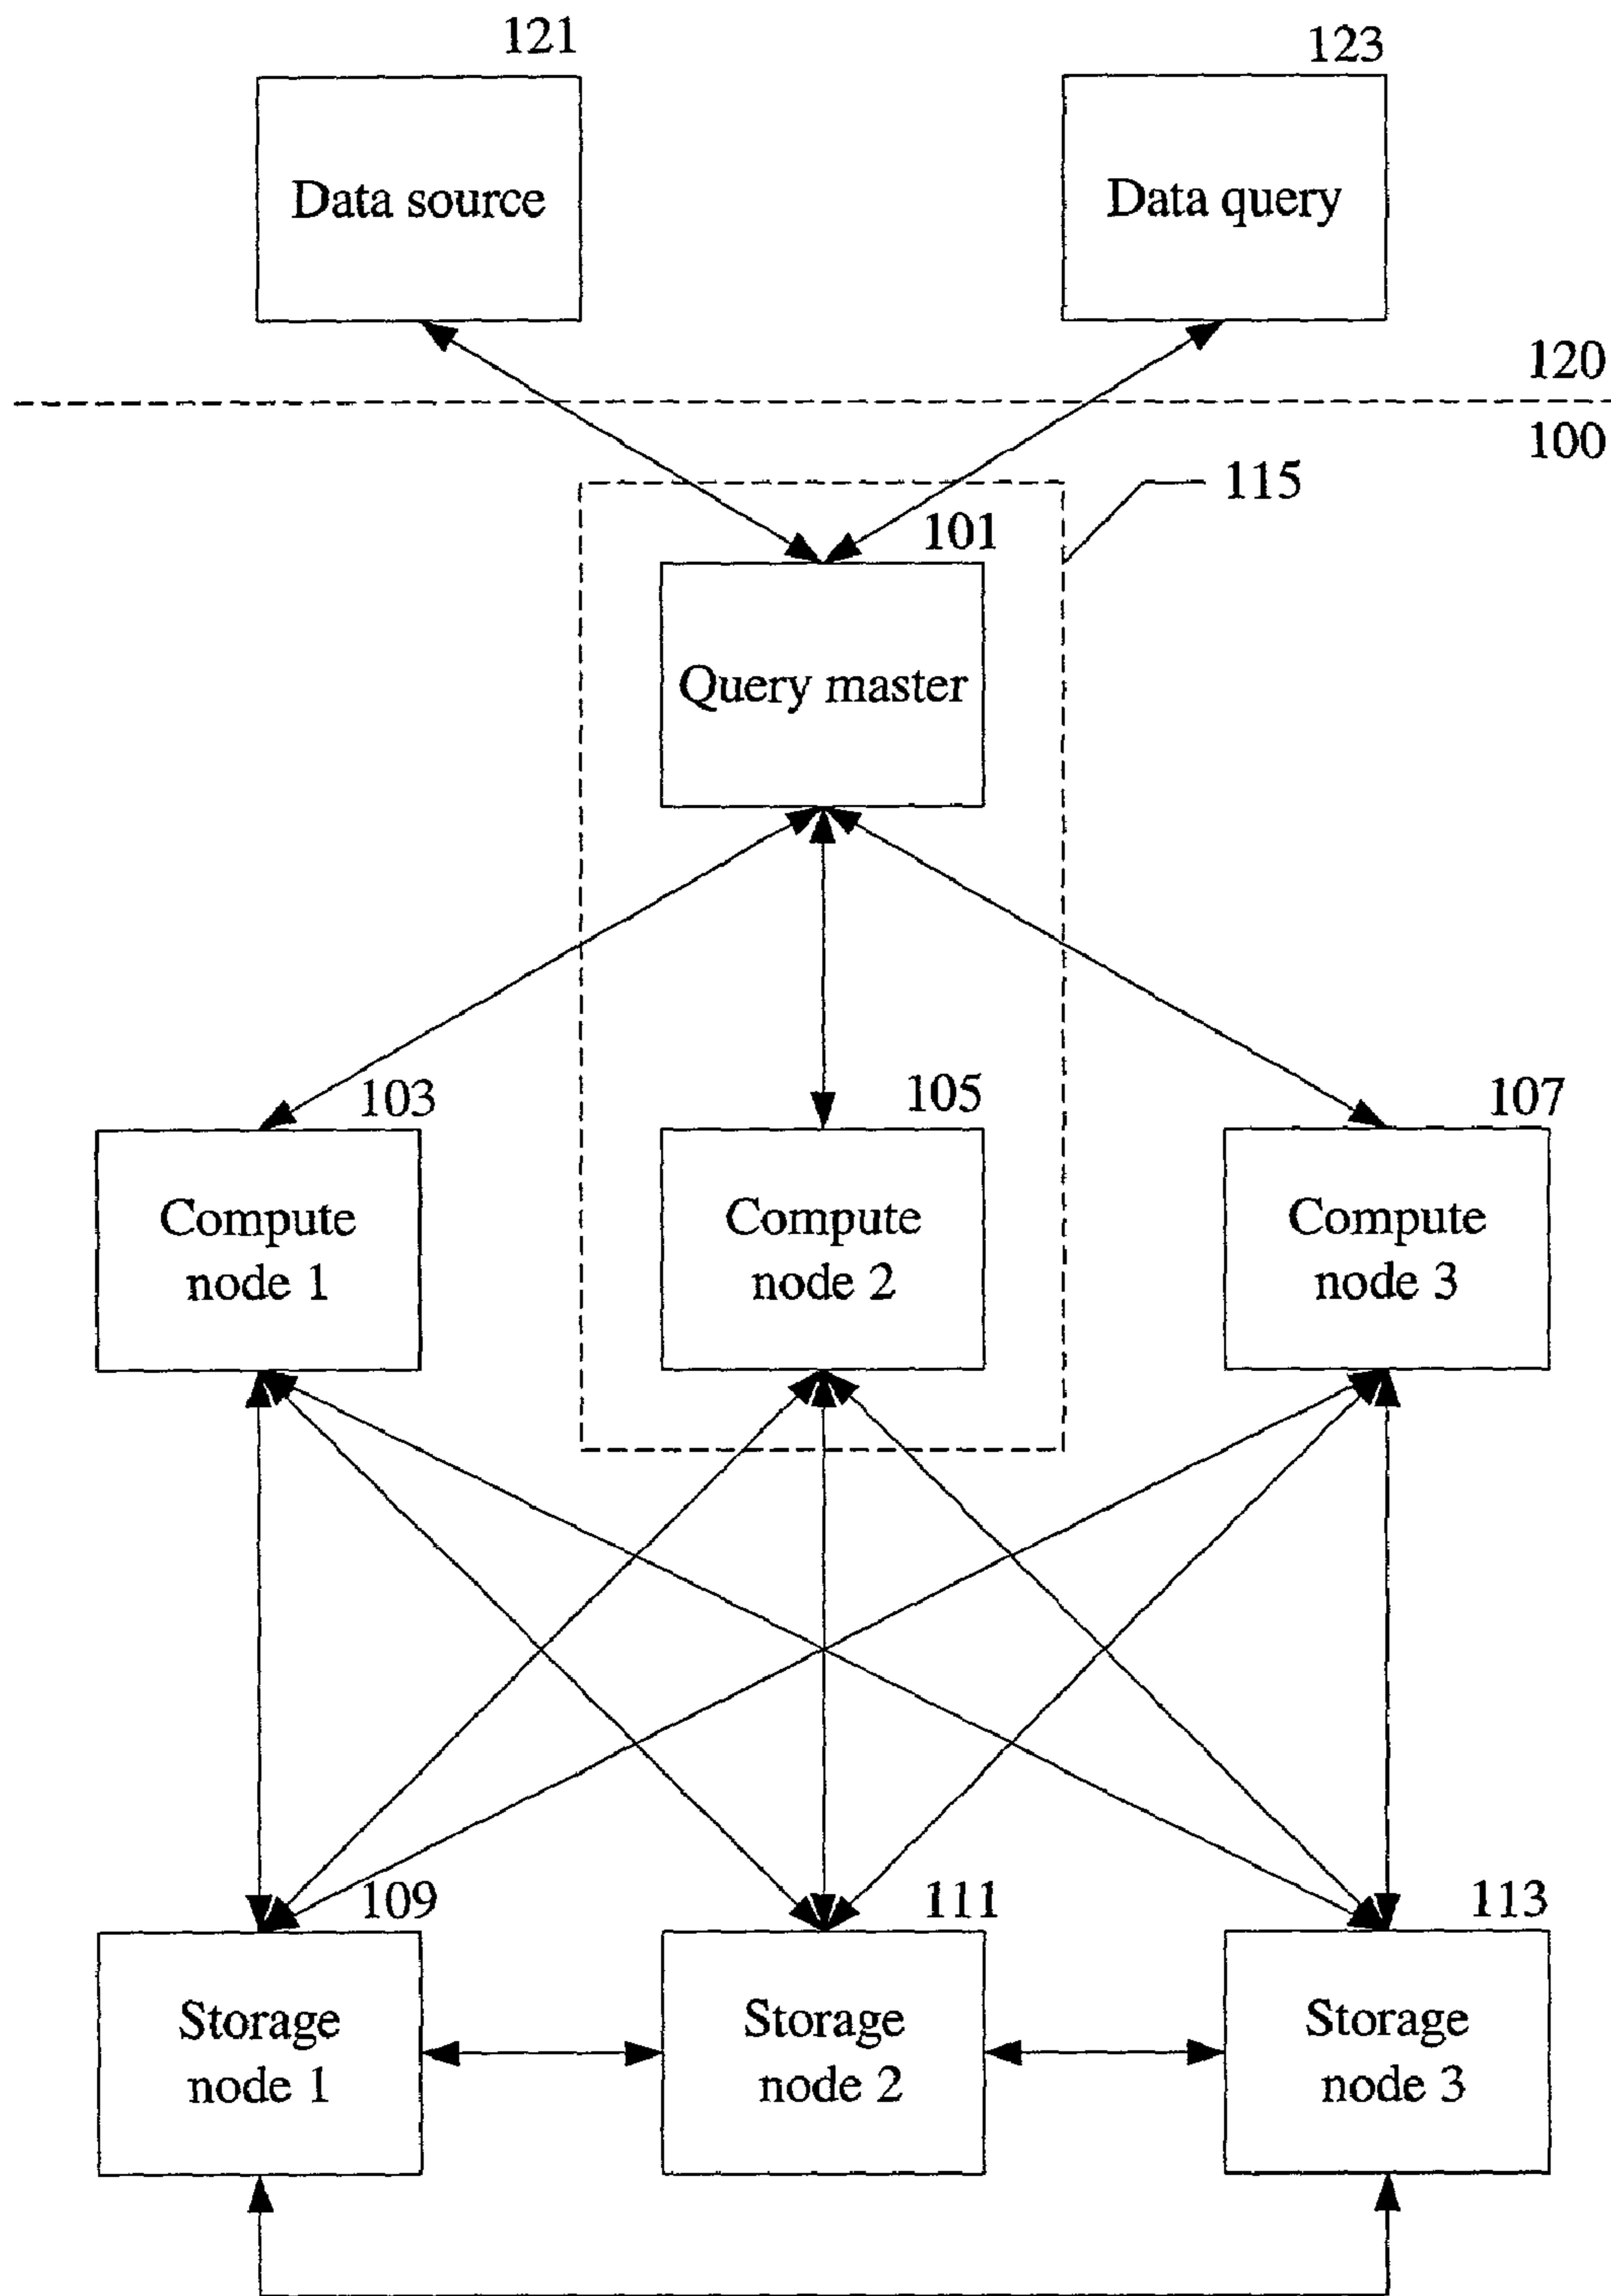 121
123
Data source
Data query
120
100
115
101
Query master
103
105
107
Compute
node 1
Compute
node 2
Compute
node 3
109
111
113
Storage
node 1
Storage
node 2
Storage
node 3